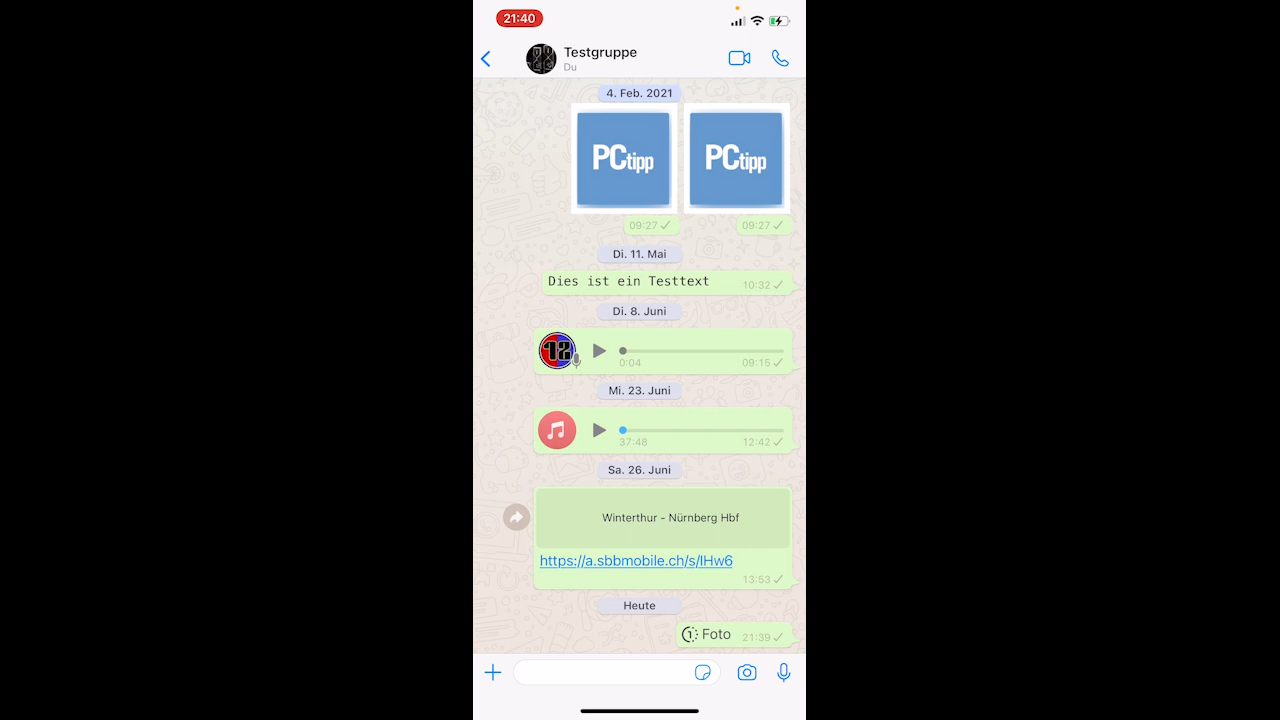 21:40
Testgruppe
Du
4. Feb. 2021
PCtipp PCtipp
09:27 09:27
Di. 11. Mai
Dies ist ein Testtext 10:32
Di. 8. Juni
12
0:04 09:15
Mi. 23. Juni
37:48 12:42
Sa. 26. Juni
Winterthur - Nürnberg Hbf
https://a.sbbmobile.ch/s/IHw6
13:53
Heute
1 Foto 21:39